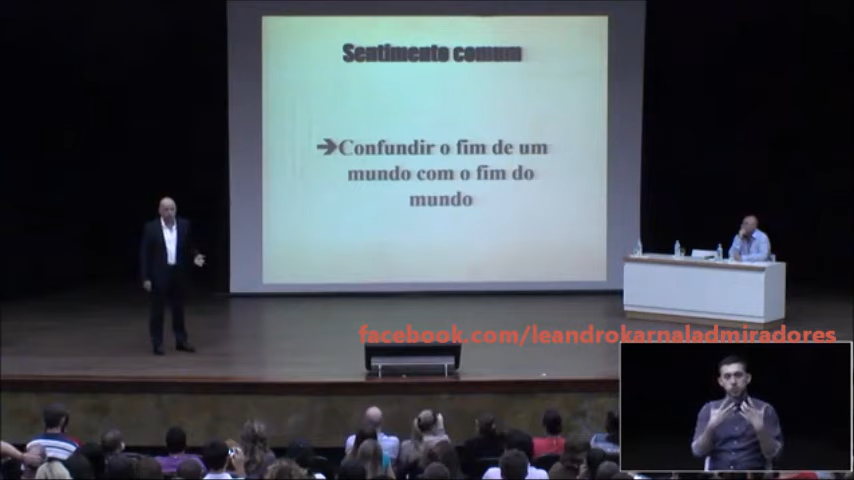 Sentimento comum
➔Confundir o fim de um
mundo com o fim do
mundo
facebook.com/leandrokarnaladmiradores